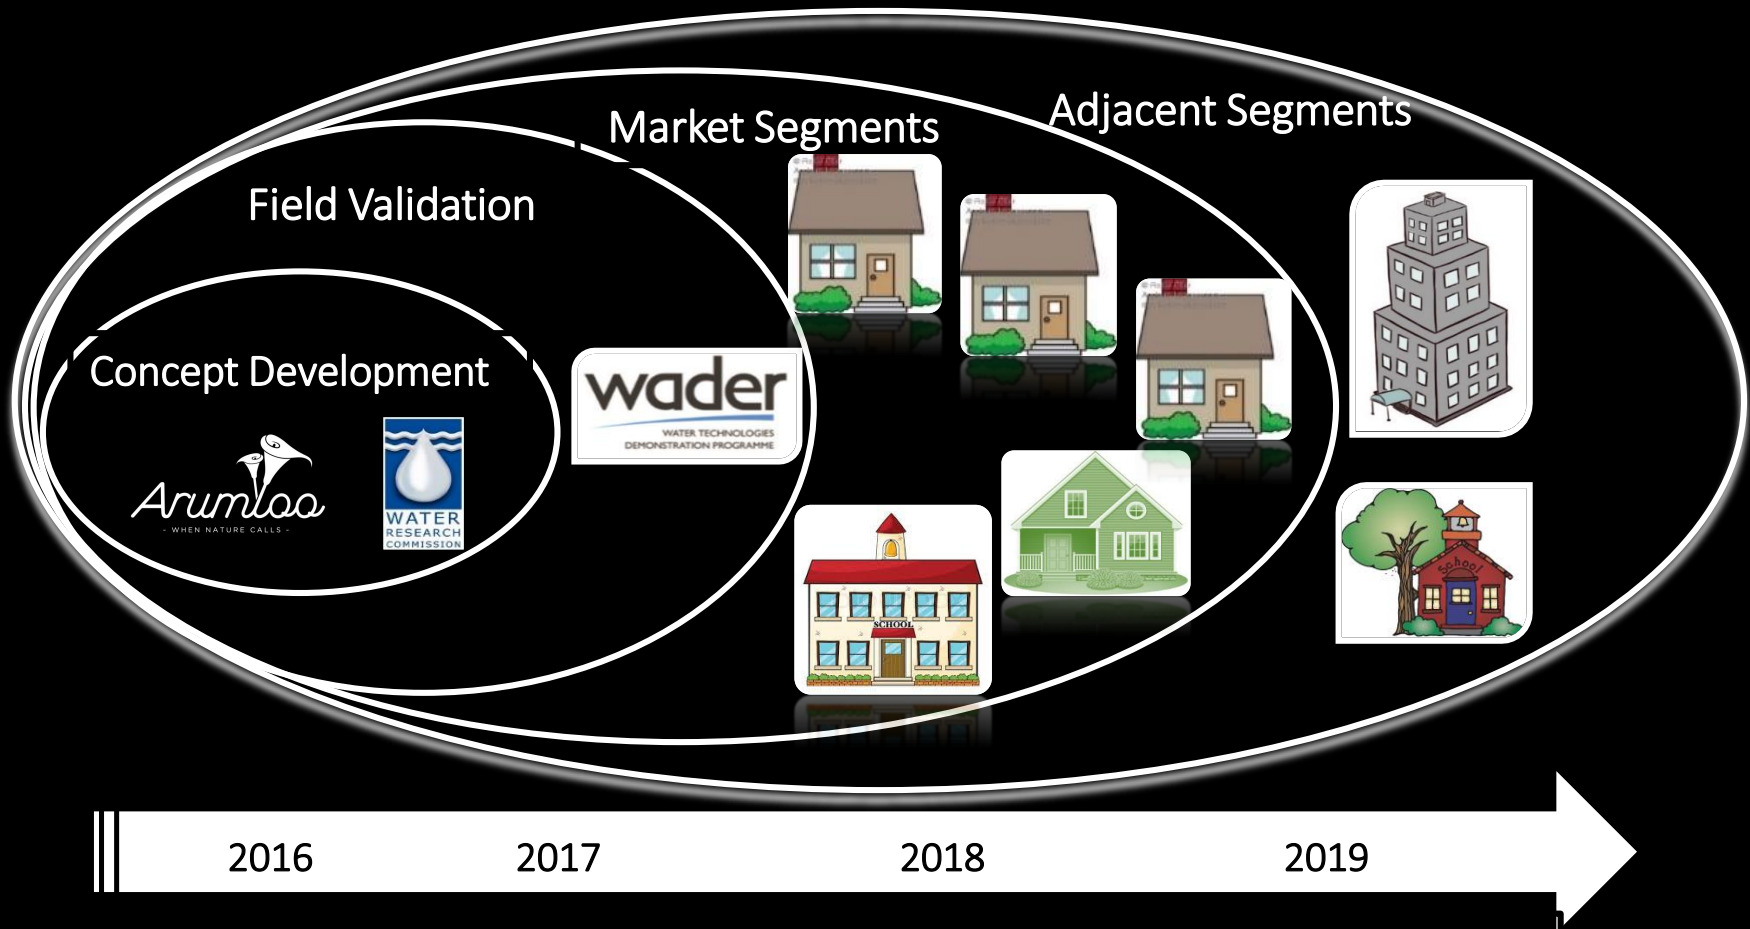 Adjacent Segments
Market Segments
Field Validation
Concept Development
Arumloo
- WHEN NATURE CALLS -
WATER
RESEARCH
COMMISSION
wader
WATER TECHNOLOGIES
DEMONSTRATION PROGRAMME
SCHOOL
School
2016
2017
2018
2019